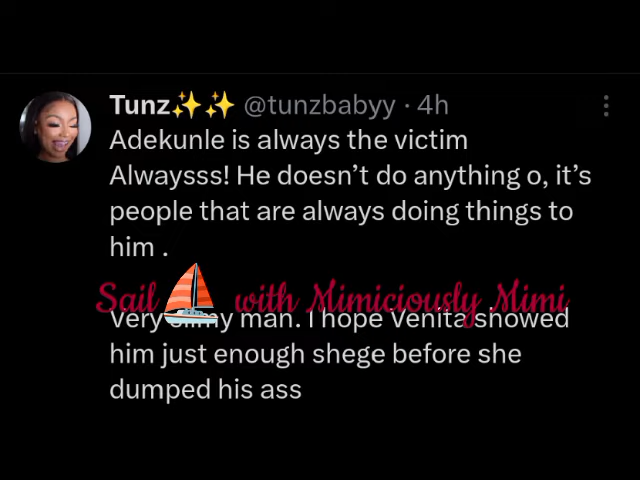 Tunz✨✨ @tunzbabyy · 4h
Adekunle is always the victim
Alwaysss! He doesn’t do anything o, it’s
people that are always doing things to
him .
Sail with Mimiciously Mimi
Very man. I hope Venita showed
him just enough shege before she
dumped his ass